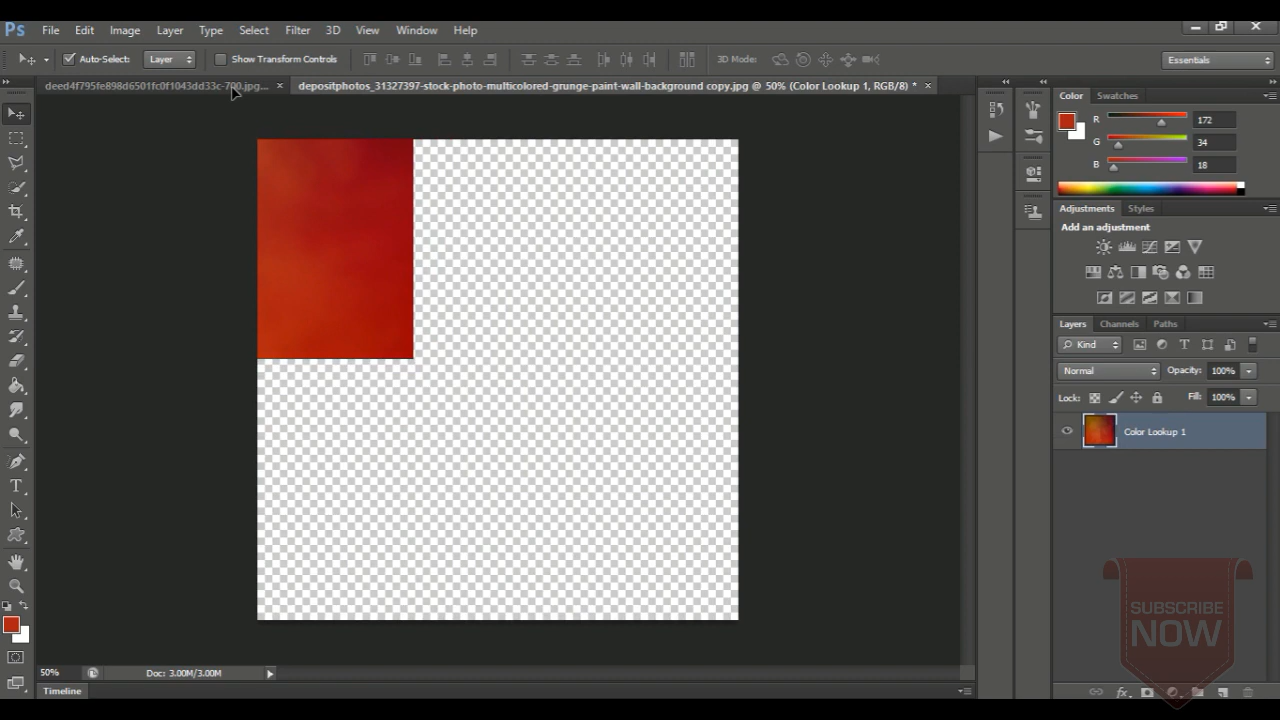 Ps File Edit Image Layer Type Select Filter 3D View Window Help
Auto-Select: Layer Show Transform Controls 3D Mode: Essentials
deed4f795fe898d6501fc0f1043dd33c-700.jpg... × depositphotos_31327397-stock-photo-multicolored-grunge-paint-wall-background copy.jpg @ 50% (Color Lookup 1, RGB/8) * ×
Color Swatches
R 172
G 34
B 18
Adjustments Styles
Add an adjustment
Layers Channels Paths
Kind
Normal Opacity: 100%
Lock: Fill: 100%
Color Lookup 1
SUBSCRIBE
NOW
50% Doc: 3.00M/3.00M
Timeline